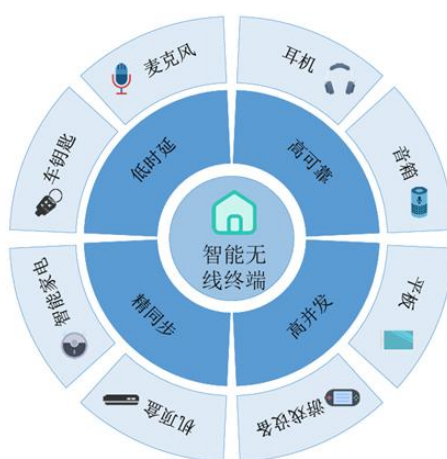 麦克风
耳机
车钥匙
低时延
高可靠
音箱
智能无
线终端
智能家电
精同步
高并发
平板
机顶盒
游戏设备